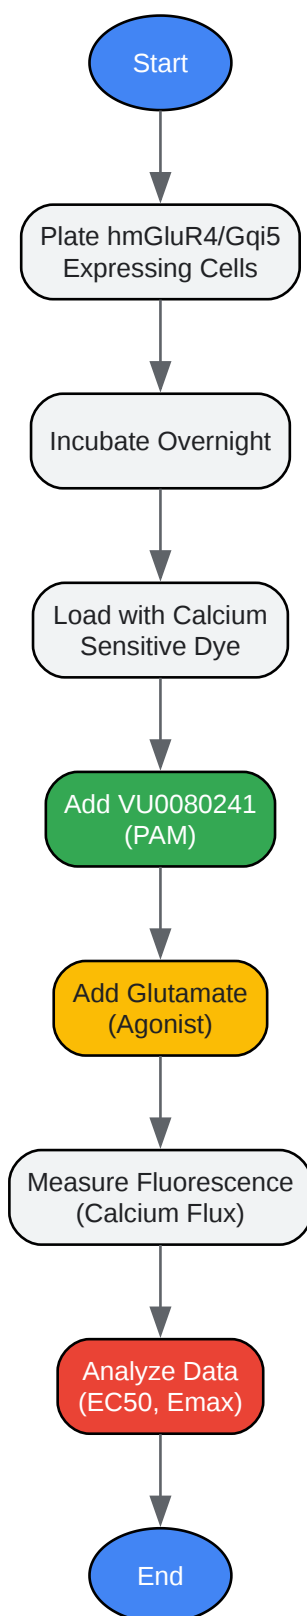 Start
Plate hmGluR4/Gqi5
Expressing Cells
Incubate Overnight
Load with Calcium
Sensitive Dye
Add VU0080241
(PAM)
Add Glutamate
(Agonist)
Measure Fluorescence
(Calcium Flux)
Analyze Data
(EC50, Emax)
End